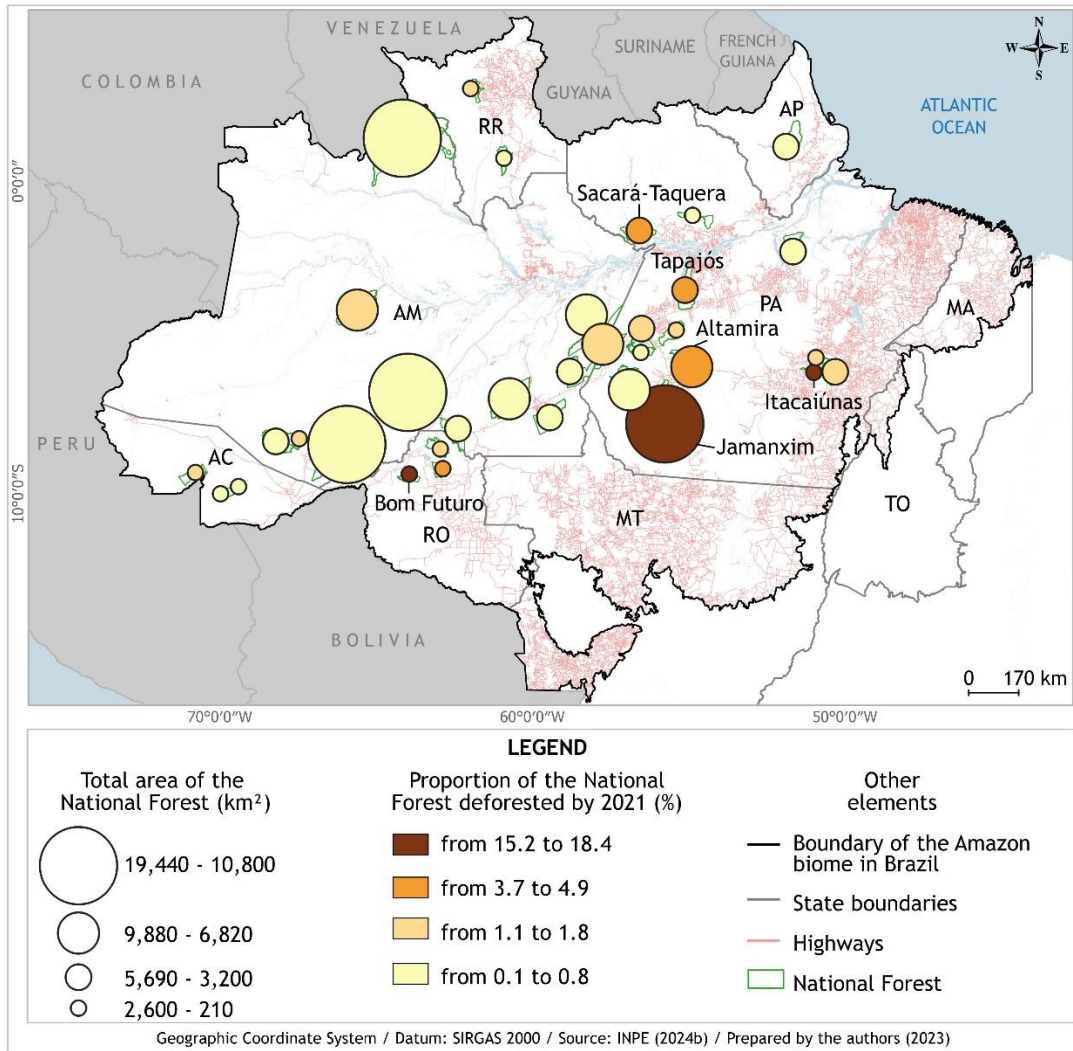 VENEZUELA
SURINAME
FRENCH
GUIANA
COLOMBIA
GUYANA
N
W E
S
ATLANTIC
OCEAN
RR
AP
0°0'0"
Sacará-Taquera
Tapajós
AM
PA
MA
Altamira
Itacaiúnas
Jamanxim
PERU
AC
10°0'0"S
Bom Futuro
RO
MT
TO
BOLIVIA
0 170 km
70°0'0"W
60°0'0"W
50°0'0"W
LEGEND
Total area of the
National Forest (km²)
19,440 - 10,800
9,880 - 6,820
5,690 - 3,200
2,600 - 210
Proportion of the National
Forest deforested by 2021 (%)
from 15.2 to 18.4
from 3.7 to 4.9
from 1.1 to 1.8
from 0.1 to 0.8
Other
elements
Boundary of the Amazon
biome in Brazil
State boundaries
Highways
National Forest
Geographic Coordinate System / Datum: SIRGAS 2000 / Source: INPE (2024b) / Prepared by the authors (2023)